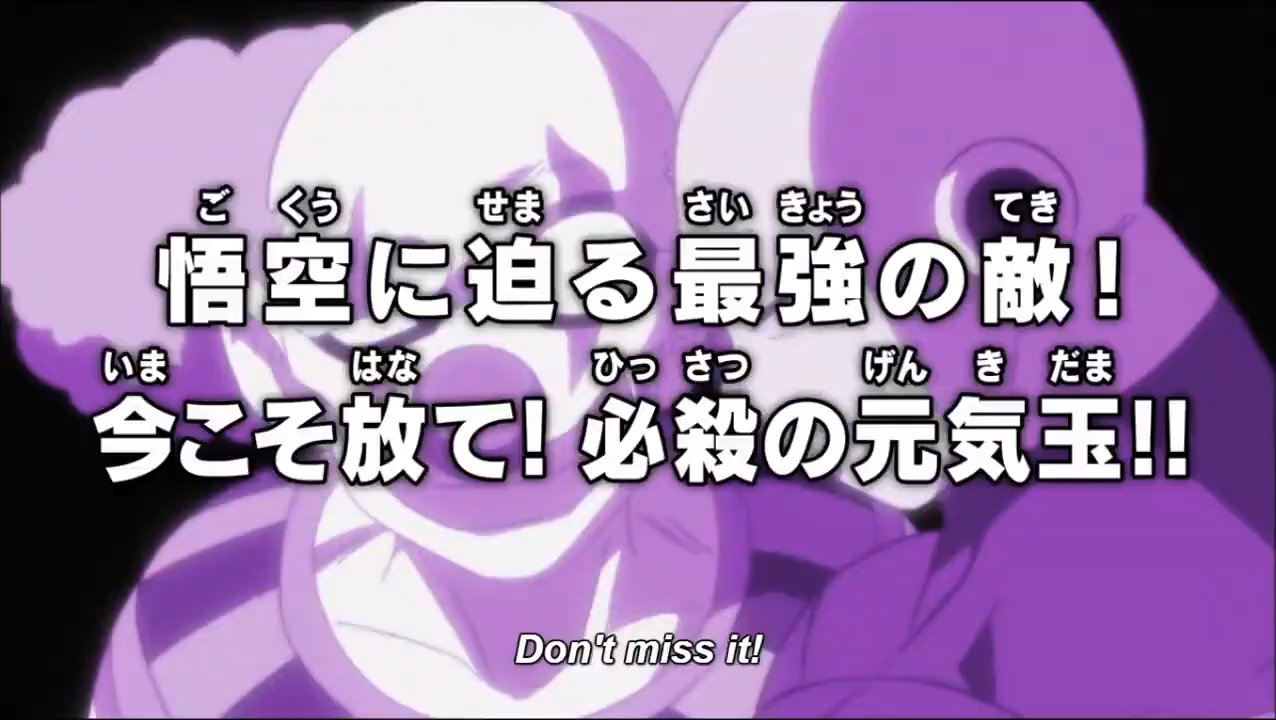 ご くう せま さい きょう てき
悟空に迫る最強の敵！
いま はな ひっ さつ げん き だま
今こそ放て！必殺の元気玉!!
Don't miss it!